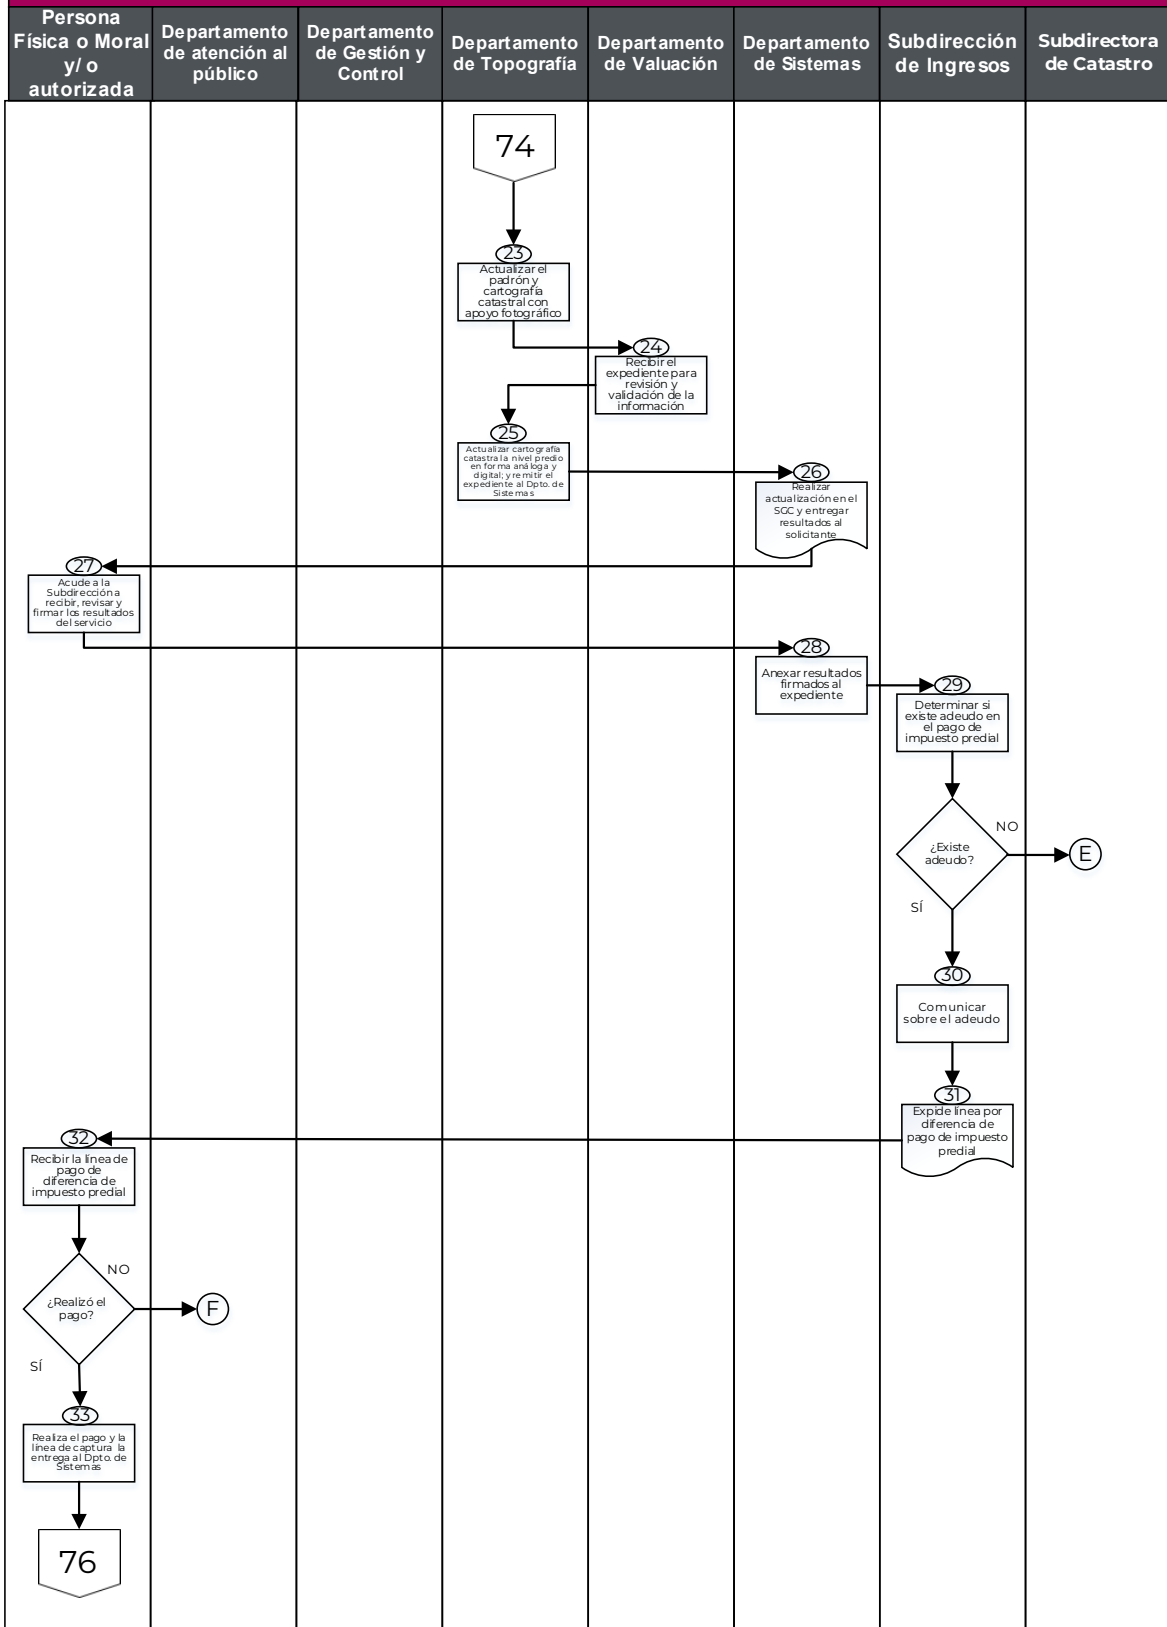 Persona
Física o Moral
y/ o
autorizada
Departamento
de atención al
público
Departamento
de Gestión y
Control
Departamento
de Topografía
Departamento
de Valuación
Departamento
de Sistemas
Subdirección
de Ingresos
Subdirectora
de Catastro
74
23
Actualizar el
padrón y
cartografía
catastral con
apoyo fotográfico
24
Recibir el
expediente para
revisión y
validación de la
información
25
Actualizar cartografía
catastra la nivel predio
en forma análoga y
digital; y remitir el
expediente al Dpto. de
Sistemas
26
Realizar
actualización en el
SGC y entregar
resultados al
solicitante
27
Acude a la
Subdirección a
recibir, revisar y
firmar los resultados
del servicio
28
Anexar resultados
firmados al
expediente
29
Determinar si
existe adeudo en
el pago de
impuesto predial
¿Existe
adeudo?
NO
E
SÍ
30
Comunicar
sobre el adeudo
31
Expide línea por
diferencia de
pago de impuesto
predial
32
Recibir la línea de
pago de
diferencia de
impuesto predial
¿Realizó el
pago?
NO
F
SÍ
33
Realiza el pago y la
línea de captura la
entrega al Dpto. de
Sistemas
76